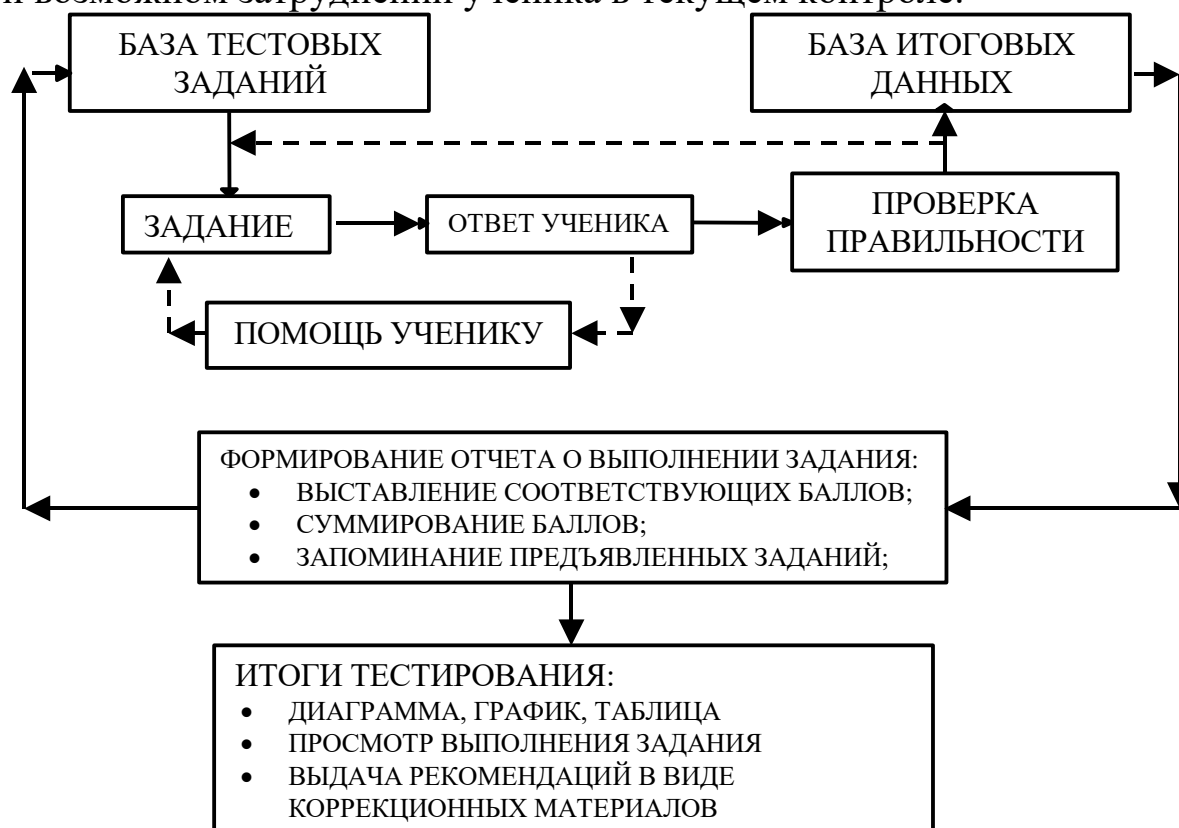 и возможном затруднении ученика в текущем контроле.
БАЗА ТЕСТОВЫХ
ЗАДАНИЙ
БАЗА ИТОГОВЫХ
ДАННЫХ
ЗАДАНИЕ
ОТВЕТ УЧЕНИКА
ПРОВЕРКА
ПРАВИЛЬНОСТИ
ПОМОЩЬ УЧЕНИКУ
ФОРМИРОВАНИЕ ОТЧЕТА О ВЫПОЛНЕНИИ ЗАДАНИЯ:
• ВЫСТАВЛЕНИЕ СООТВЕТСТВУЮЩИХ БАЛЛОВ;
• СУММИРОВАНИЕ БАЛЛОВ;
• ЗАПОМИНАНИЕ ПРЕДЪЯВЛЕННЫХ ЗАДАНИЙ;
ИТОГИ ТЕСТИРОВАНИЯ:
• ДИАГРАММА, ГРАФИК, ТАБЛИЦА
• ПРОСМОТР ВЫПОЛНЕНИЯ ЗАДАНИЯ
• ВЫДАЧА РЕКОМЕНДАЦИЙ В ВИДЕ
КОРРЕКЦИОННЫХ МАТЕРИАЛОВ